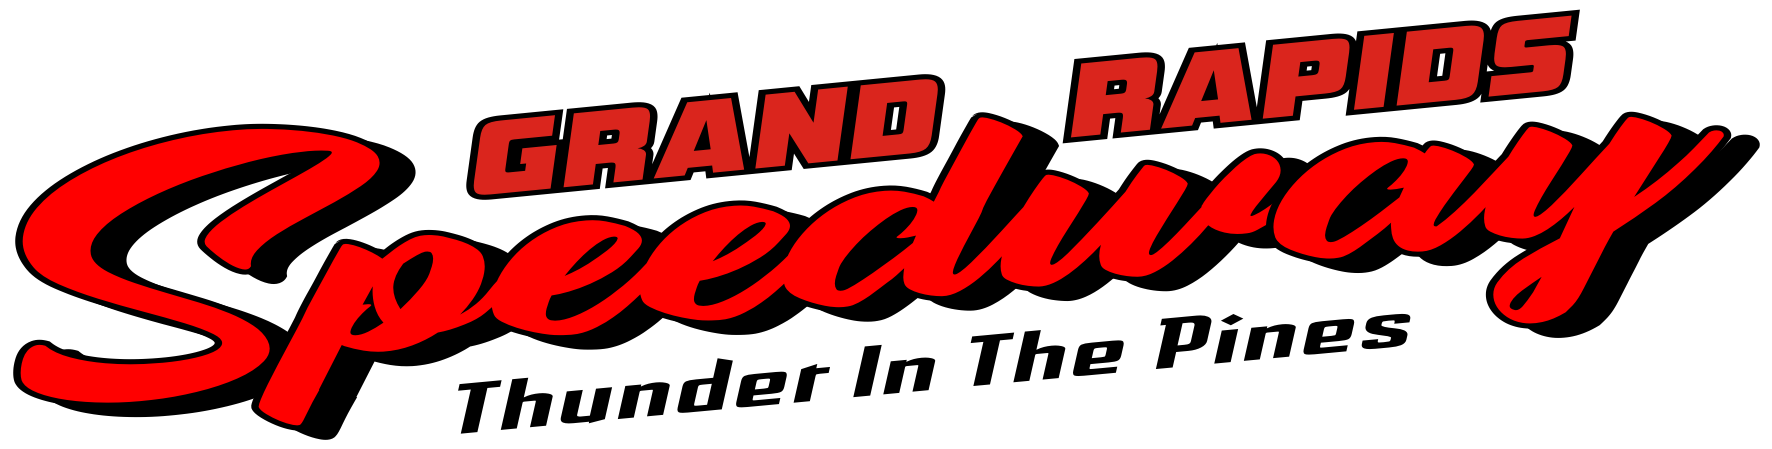 GRAND RAPIDS
Speedway
Thunder In The Pines